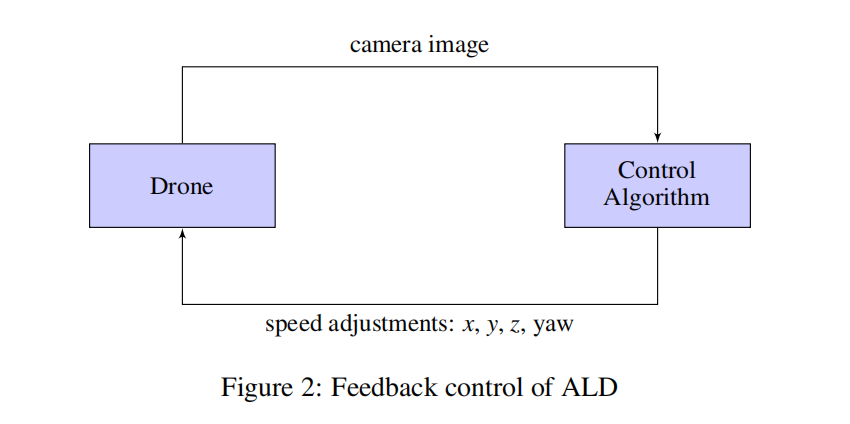 camera image
Drone
Control
Algorithm
speed adjustments: x, y, z, yaw
Figure 2: Feedback control of ALD